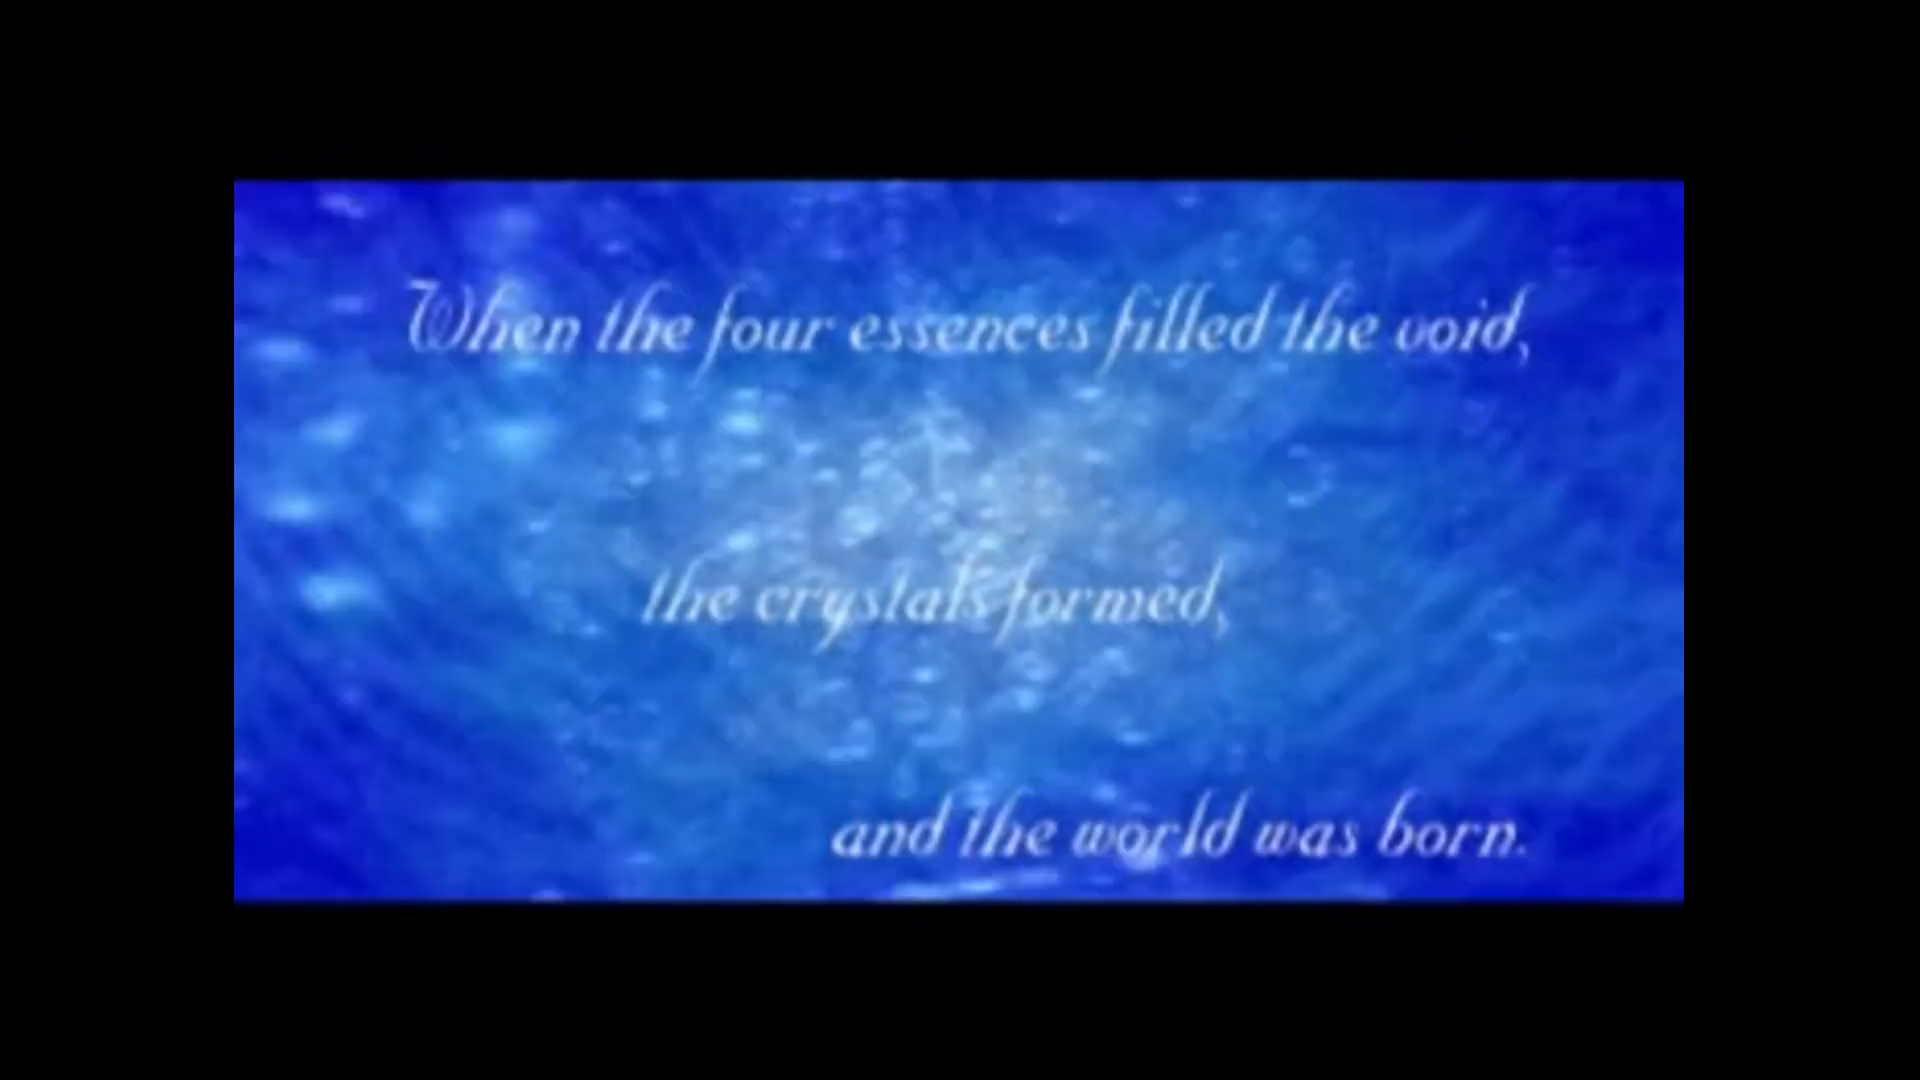 When the four essences filled the void,
the crystals formed,
and the world was born.